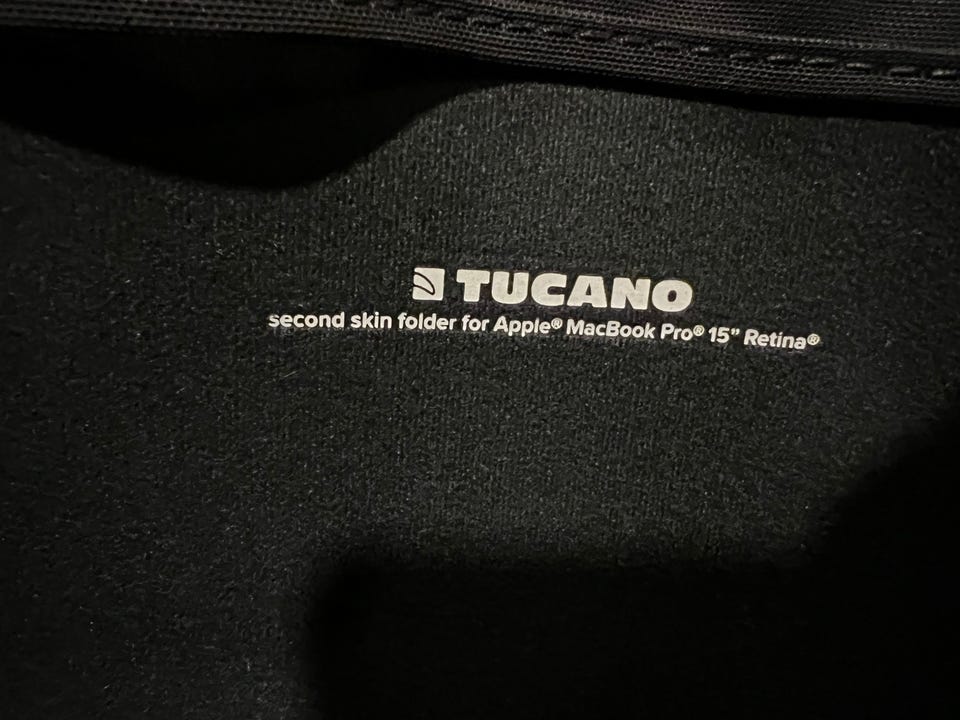 TUCANO
second skin folder for Apple® MacBook Pro® 15” Retina®